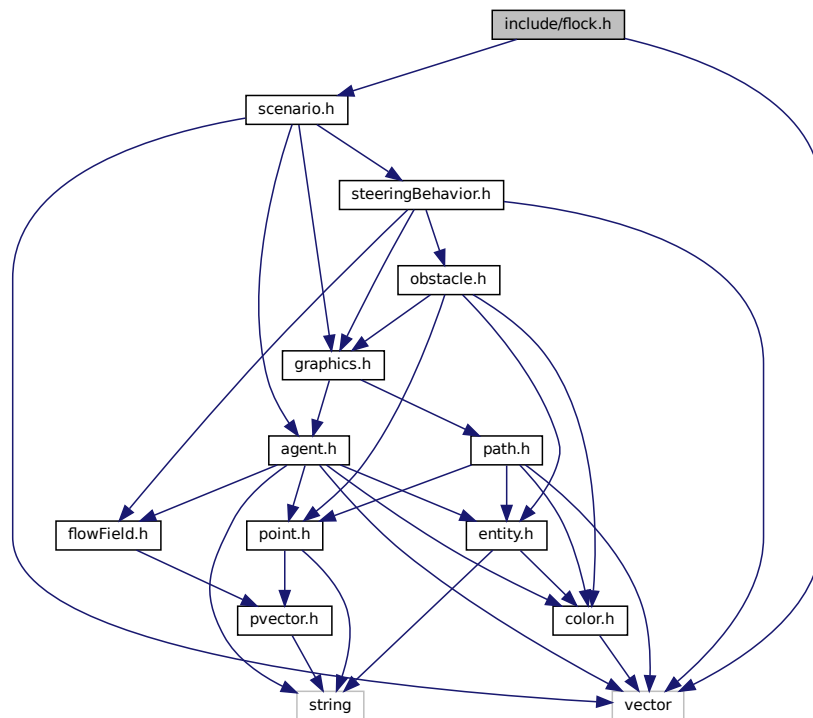 include/flock.h
scenario.h
steeringBehavior.h
obstacle.h
graphics.h
agent.h
path.h
flowField.h
point.h
entity.h
pvector.h
color.h
string
vector